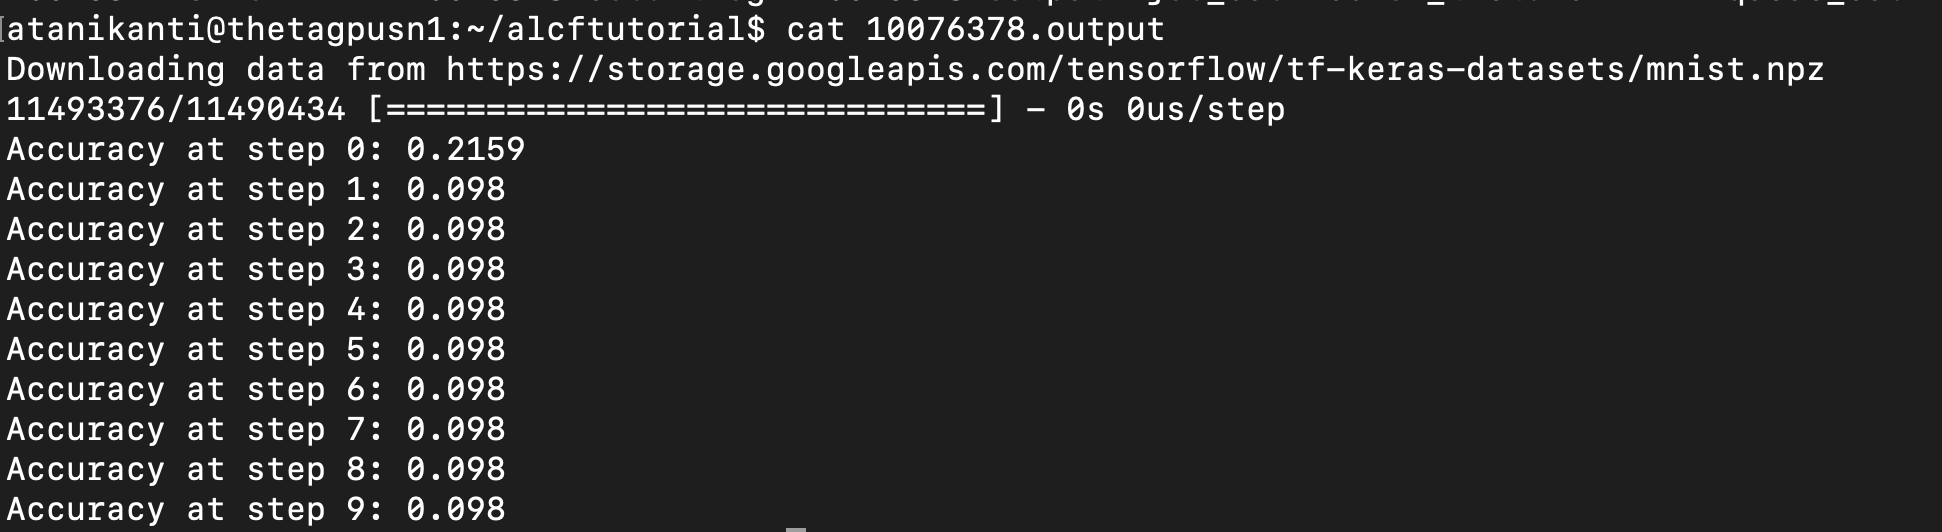 atanikanti@thetagpusn1:~/alcftutorial$ cat 10076378.output
Downloading data from https://storage.googleapis.com/tensorflow/tf-keras-datasets/mnist.npz
11493376/11490434 [==============================] - 0s 0us/step
Accuracy at step 0: 0.2159
Accuracy at step 1: 0.098
Accuracy at step 2: 0.098
Accuracy at step 3: 0.098
Accuracy at step 4: 0.098
Accuracy at step 5: 0.098
Accuracy at step 6: 0.098
Accuracy at step 7: 0.098
Accuracy at step 8: 0.098
Accuracy at step 9: 0.098